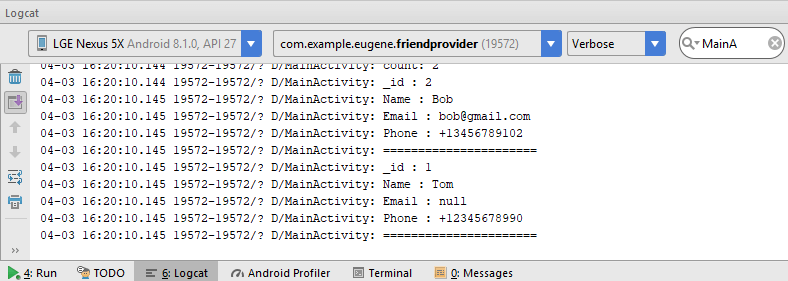 Logcat
LGE Nexus 5X Android 8.1.0, API 27
com.example.eugene.friendprovider (19572)
Verbose
MainA
04-03 16:20:10.144 19572-19572/? D/MainActivity: count: 2
04-03 16:20:10.144 19572-19572/? D/MainActivity: _id : 2
04-03 16:20:10.145 19572-19572/? D/MainActivity: Name : Bob
04-03 16:20:10.145 19572-19572/? D/MainActivity: Email : bob@gmail.com
04-03 16:20:10.145 19572-19572/? D/MainActivity: Phone : +13456789102
04-03 16:20:10.145 19572-19572/? D/MainActivity: =======================
04-03 16:20:10.145 19572-19572/? D/MainActivity: _id : 1
04-03 16:20:10.145 19572-19572/? D/MainActivity: Name : Tom
04-03 16:20:10.145 19572-19572/? D/MainActivity: Email : null
04-03 16:20:10.145 19572-19572/? D/MainActivity: Phone : +12345678990
04-03 16:20:10.145 19572-19572/? D/MainActivity: =======================
>>
4: Run
TODO
6: Logcat
Android Profiler
Terminal
0: Messages